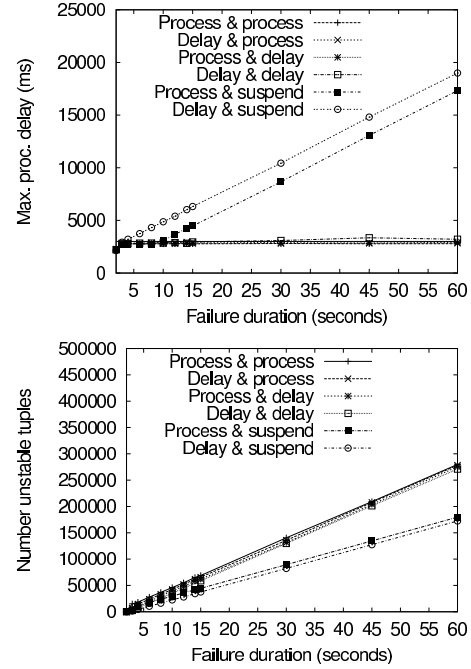 Process & process
Delay & process
Process & delay
Delay & delay
Process & suspend
Delay & suspend
Max. proc. delay (ms)
25000
20000
15000
10000
5000
0
5 10 15 20 25 30 35 40 45 50 55 60
Failure duration (seconds)
Process & process
Delay & process
Process & delay
Delay & delay
Process & suspend
Delay & suspend
Number unstable tuples
500000
450000
400000
350000
300000
250000
200000
150000
100000
50000
0
5 10 15 20 25 30 35 40 45 50 55 60
Failure duration (seconds)